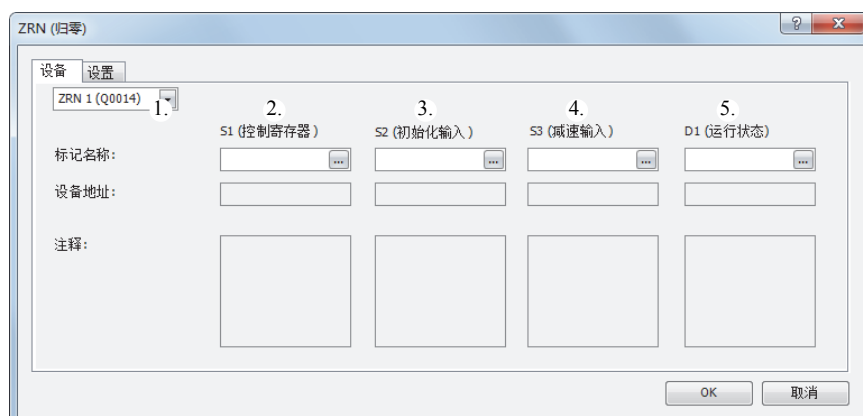 ZRN (归零)
设备 设置
ZRN 1 (Q0014) 1. 2. 3. 4. 5.
S1 (控制寄存器) S2 (初始化输入) S3 (减速输入) D1 (运行状态)
标记名称: ... ... ... ...
设备地址:
注释:
OK 取消